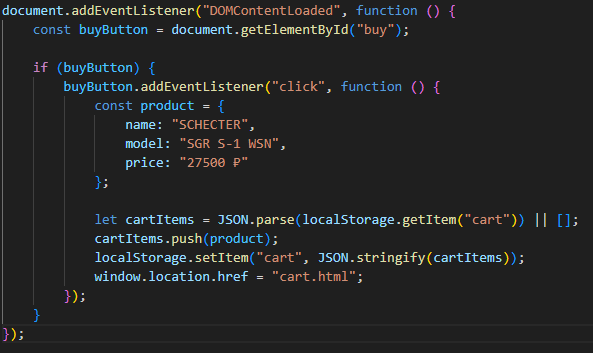 document.addEventListener("DOMContentLoaded", function () {
    const buyButton = document.getElementById("buy");

    if (buyButton) {
        buyButton.addEventListener("click", function () {
            const product = {
                name: "SCHECTER",
                model: "SGR S-1 WSN",
                price: "27500 ₽"
            };

            let cartItems = JSON.parse(localStorage.getItem("cart")) || [];
            cartItems.push(product);
            localStorage.setItem("cart", JSON.stringify(cartItems));
            window.location.href = "cart.html";
        });
    }
});